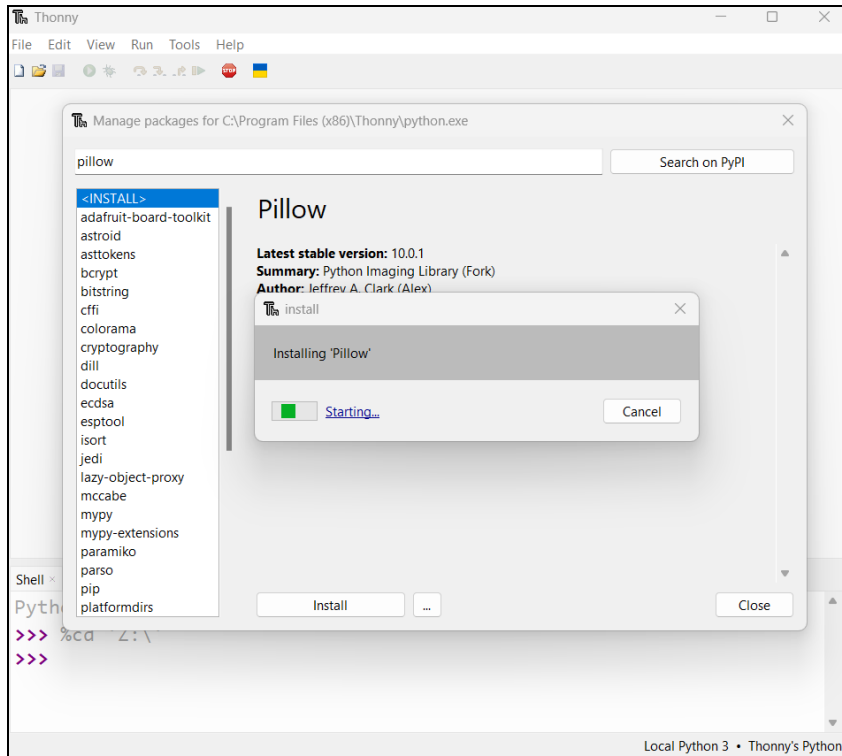 Thonny
File Edit View Run Tools Help
STOP
Manage packages for C:\Program Files (x86)\Thonny\python.exe
pillow
Search on PyPI
<INSTALL>
adafruit-board-toolkit
astroid
asttokens
bcrypt
bitstring
cffi
colorama
cryptography
dill
docutils
ecdsa
esptool
isort
jedi
lazy-object-proxy
mccabe
mypy
mypy-extensions
paramiko
parso
pip
platformdirs
Pillow
Latest stable version: 10.0.1
Summary: Python Imaging Library (Fork)
Author: Jeffrey A. Clark (Alex)
install
Installing 'Pillow'
Starting...
Cancel
Install
...
Close
Shell
Pyth
>>> %cd 'Z:\'
>>>
Local Python 3 • Thonny's Python